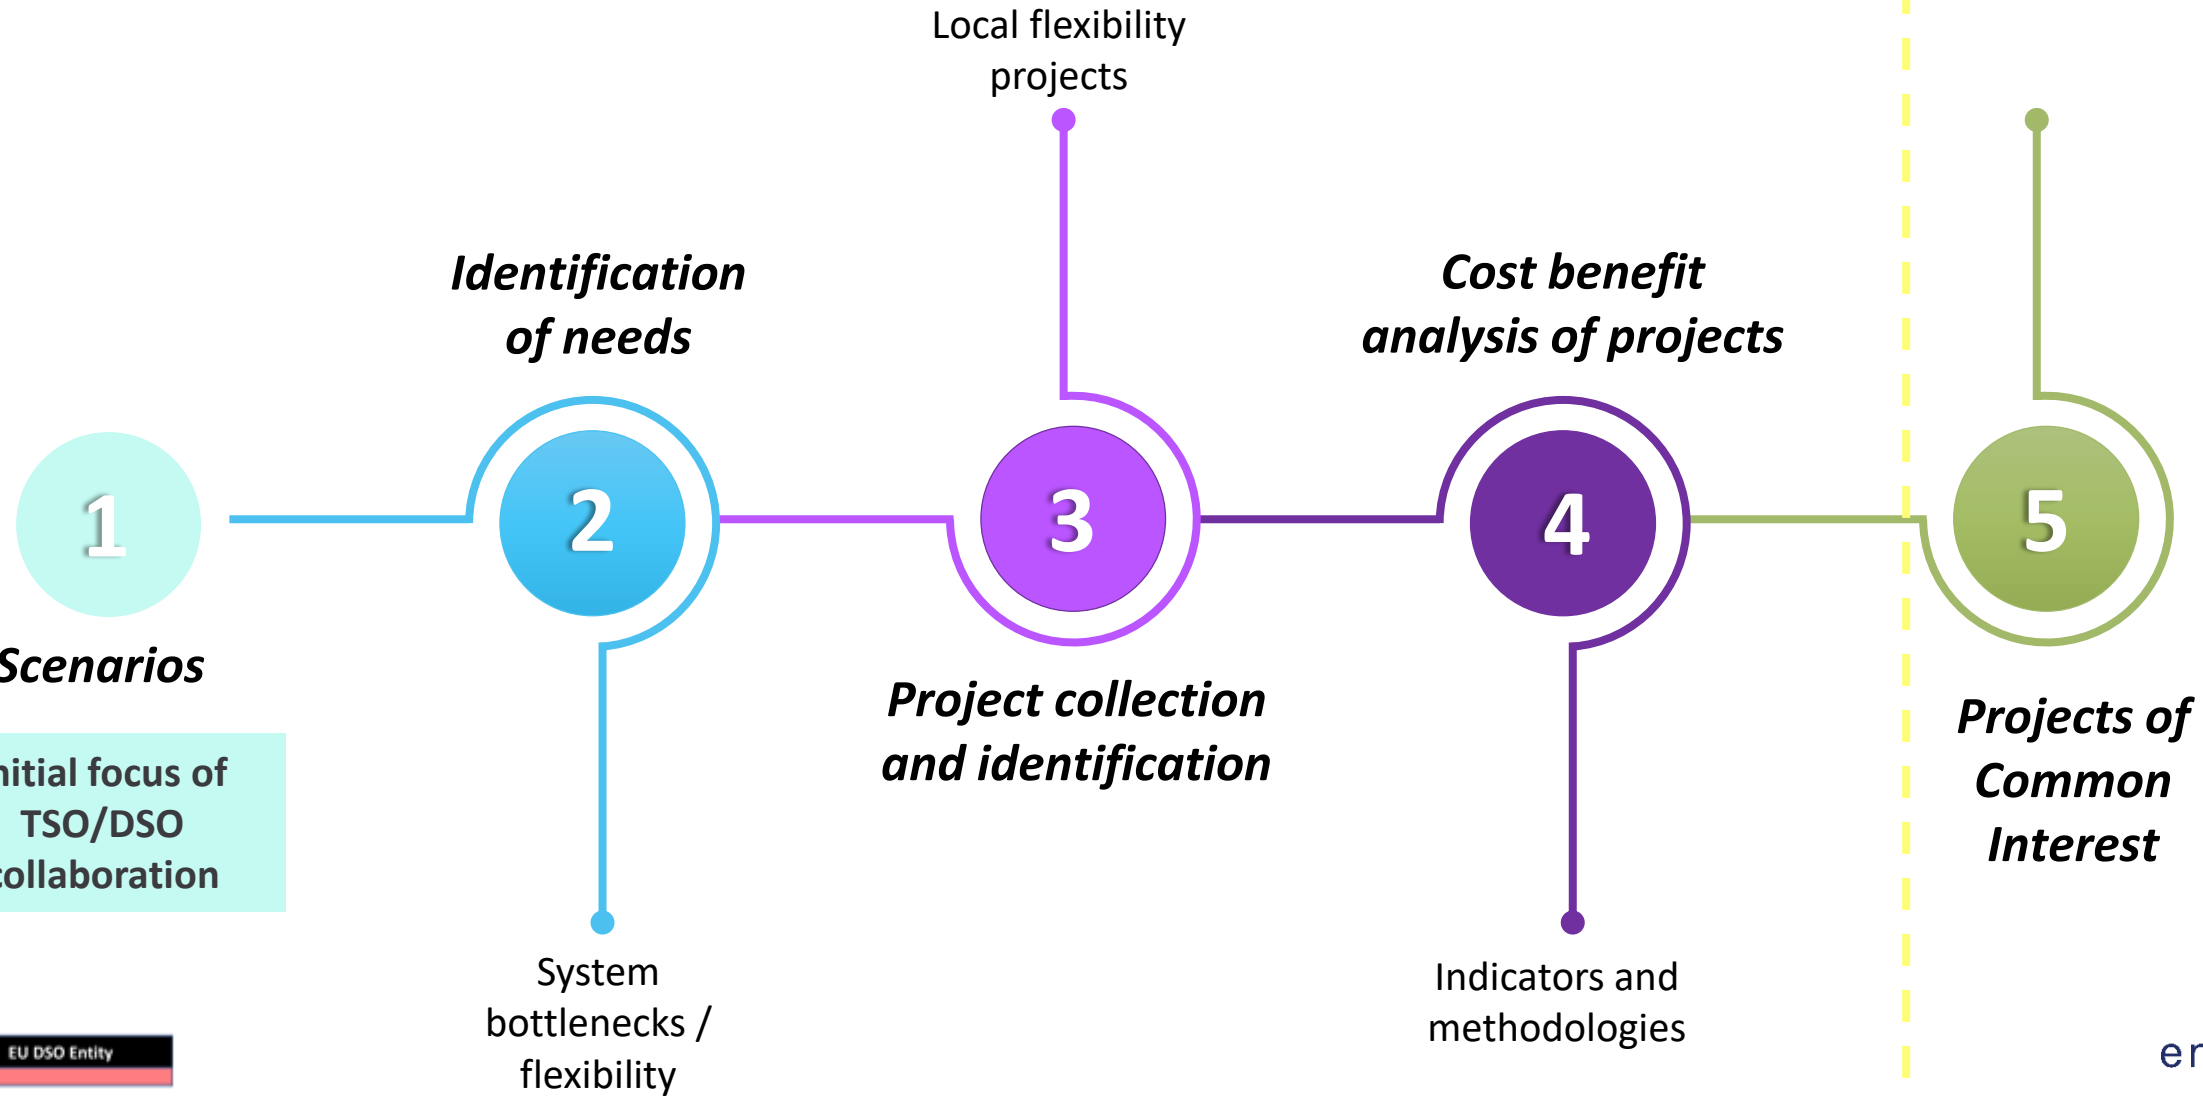 Local flexibility
projects
Identification
of needs
Cost benefit
analysis of projects
1
2
3
4
5
Scenarios
Project collection
and identification
Projects of
Common
Interest
nitial focus of
TSO/DSO
collaboration
System
bottlenecks /
flexibility
Indicators and
methodologies
EU DSO Entity